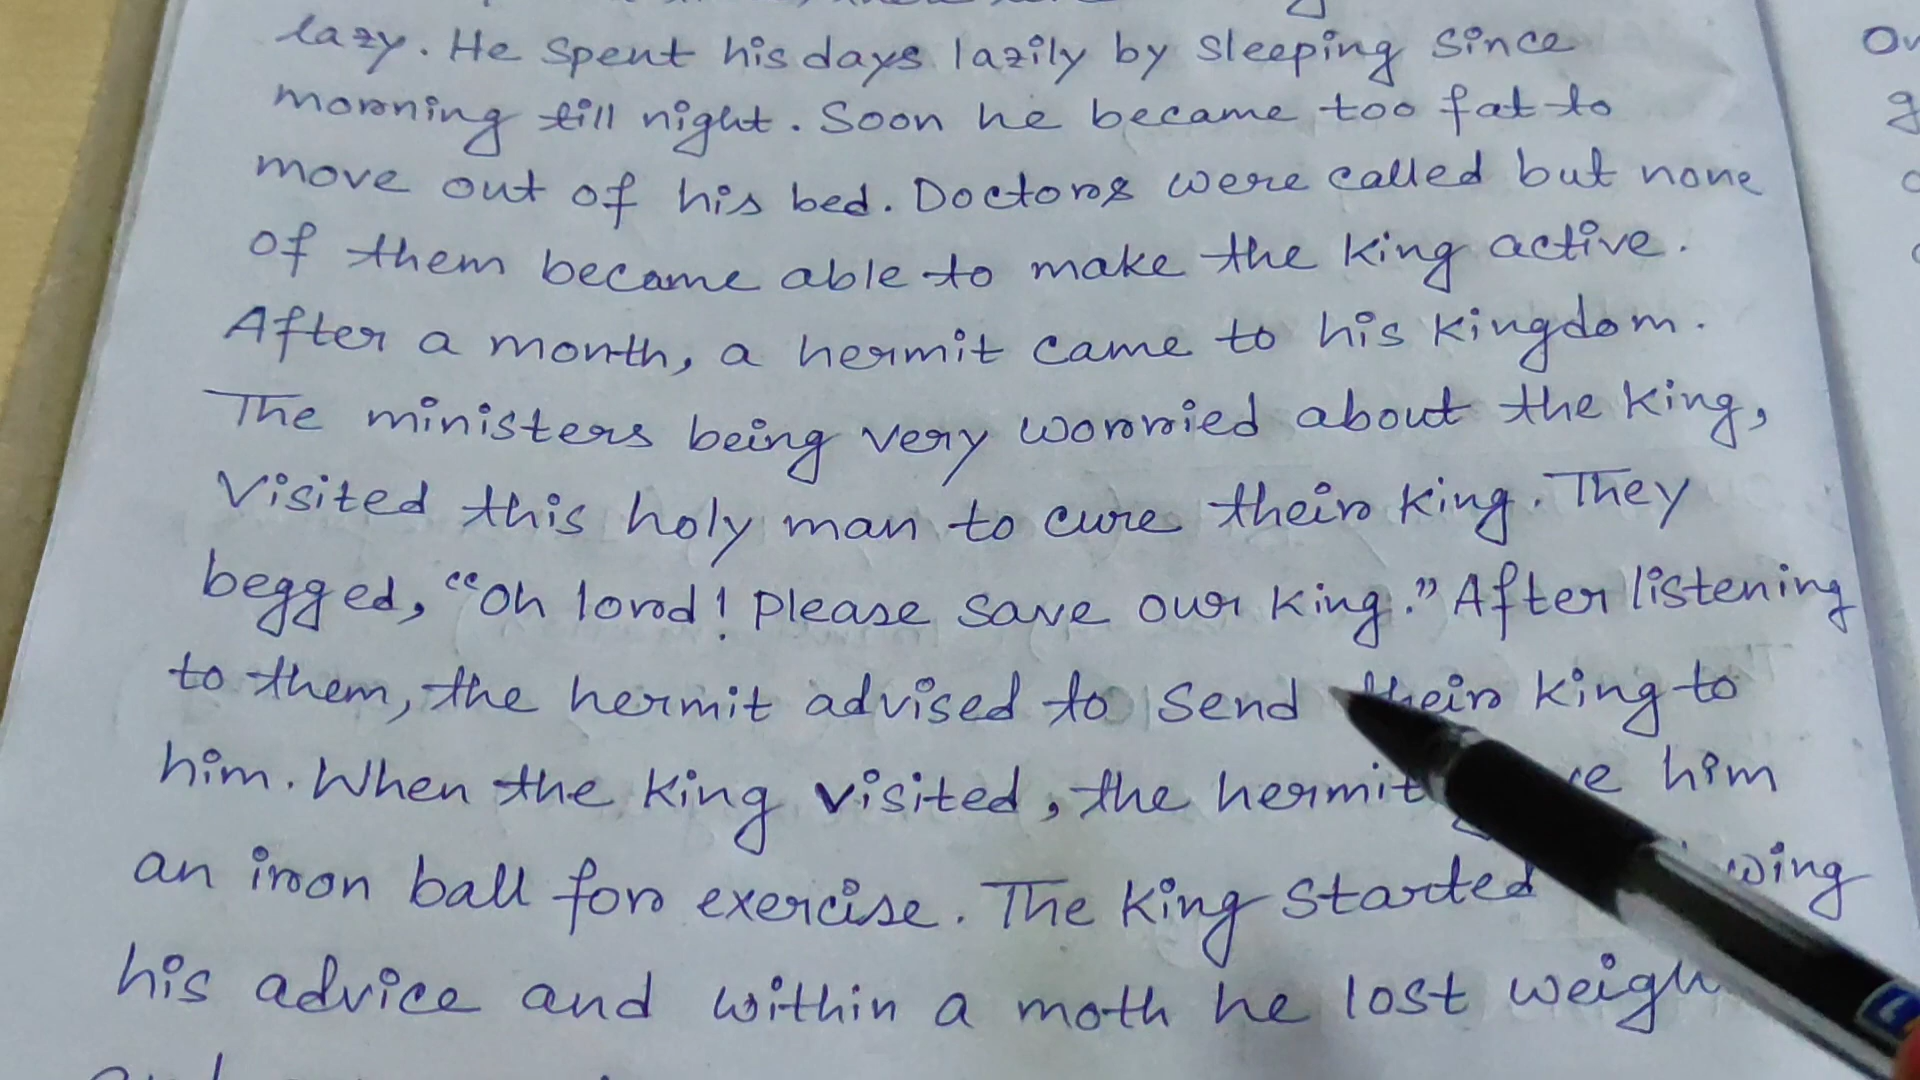 lazy. He spent his days lazily by sleeping since
morning till night. Soon he became too fat to
move out of his bed. Doctors were called but none
of them became able to make the king active.
After a month, a hermit came to his kingdom.
The ministers being very worried about the king,
visited this holy man to cure their king. They
begged, "Oh lord! Please save our king." After listening
to them, the hermit advised to send their king to
him. When the king visited, the hermit him
an iron ball for exercise. The king started
his advice and within a moth he lost